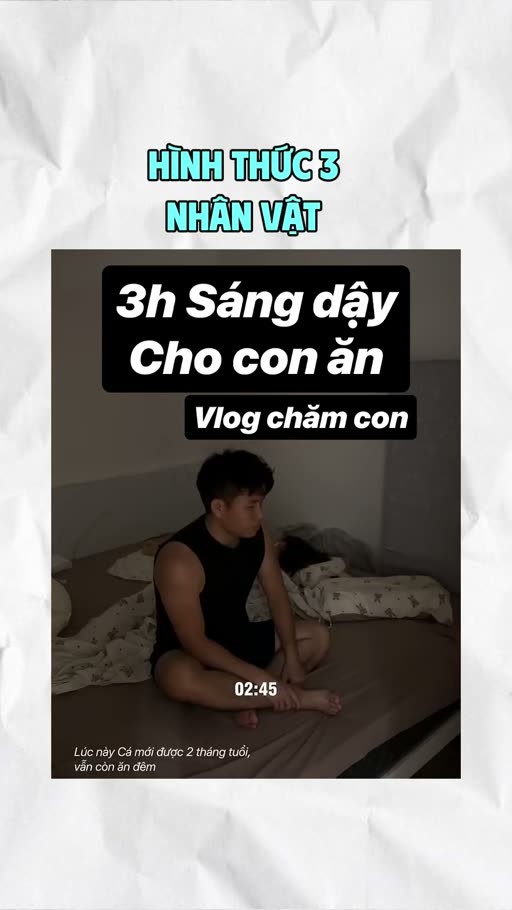 HÌNH THỨC 3
NHÂN VẬT
3h Sáng dậy
Cho con ăn
Vlog chăm con
02:45
Lúc này Cá mới được 2 tháng tuổi,
vẫn còn ăn đêm